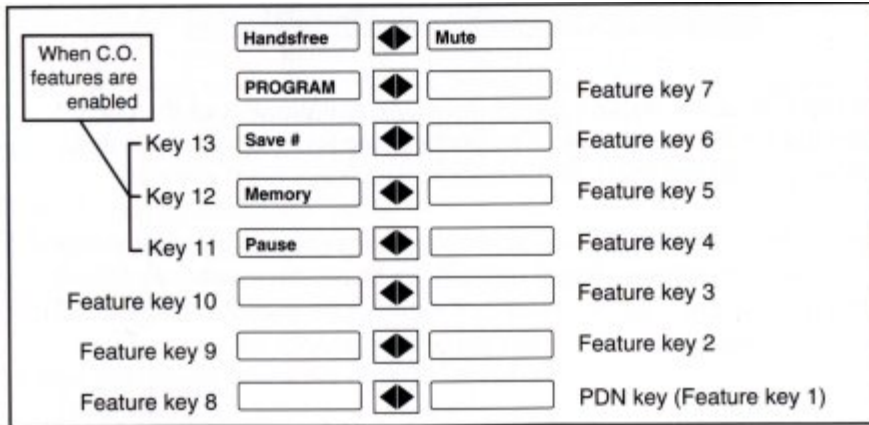 When C.O.
features are
enabled
Handsfree
Mute
PROGRAM
Feature key 7
Key 13
Save #
Feature key 6
Key 12
Memory
Feature key 5
Key 11
Pause
Feature key 4
Feature key 10
Feature key 3
Feature key 9
Feature key 2
Feature key 8
PDN key (Feature key 1)